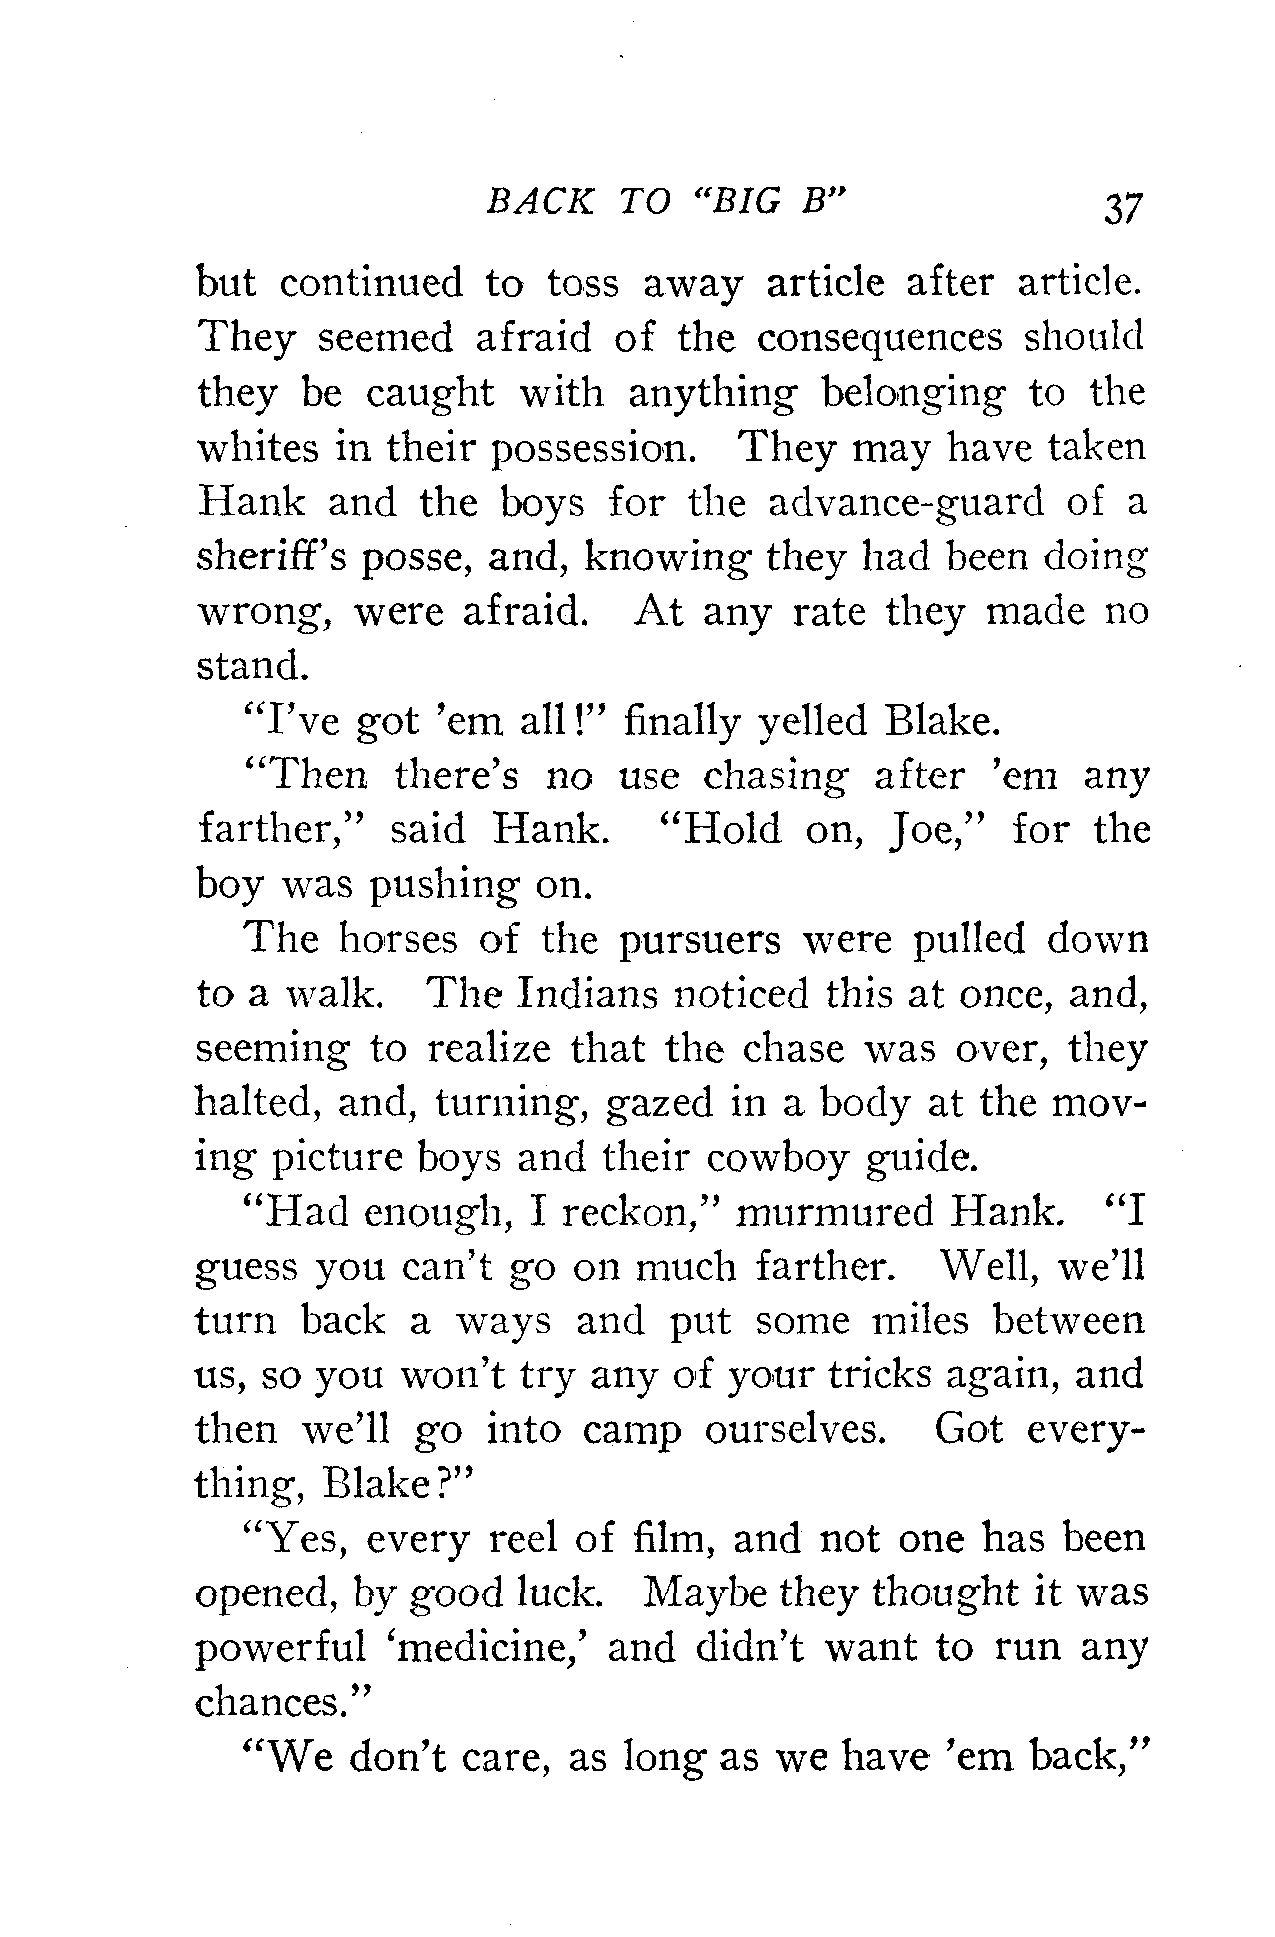 BACK TO "BIG B" 37
but continued to toss away article after article.
They seemed afraid of the consequences should
they be caught with anything belonging to the
whites in their possession. They may have taken
Hank and the boys for the advance-guard of a
sheriff's posse, and, knowing they had been doing
wrong, were afraid. At any rate they made no
stand.
"I've got 'em all!" finally yelled Blake.
"Then there's no use chasing after 'em any
farther," said Hank. "Hold on, Joe," for the
boy was pushing on.
The horses of the pursuers were pulled down
to a walk. The Indians noticed this at once, and,
seeming to realize that the chase was over, they
halted, and, turning, gazed in a body at the mov-
ing picture boys and their cowboy guide.
"Had enough, I reckon," murmured Hank. "I
guess you can't go on much farther. Well, we'll
turn back a ways and put some miles between
us, so you won't try any of your tricks again, and
then we'll go into camp ourselves. Got every-
thing, Blake?"
"Yes, every reel of film, and not one has been
opened, by good luck. Maybe they thought it was
powerful 'medicine,' and didn't want to run any
chances."
"We don't care, as long as we have 'em back,"